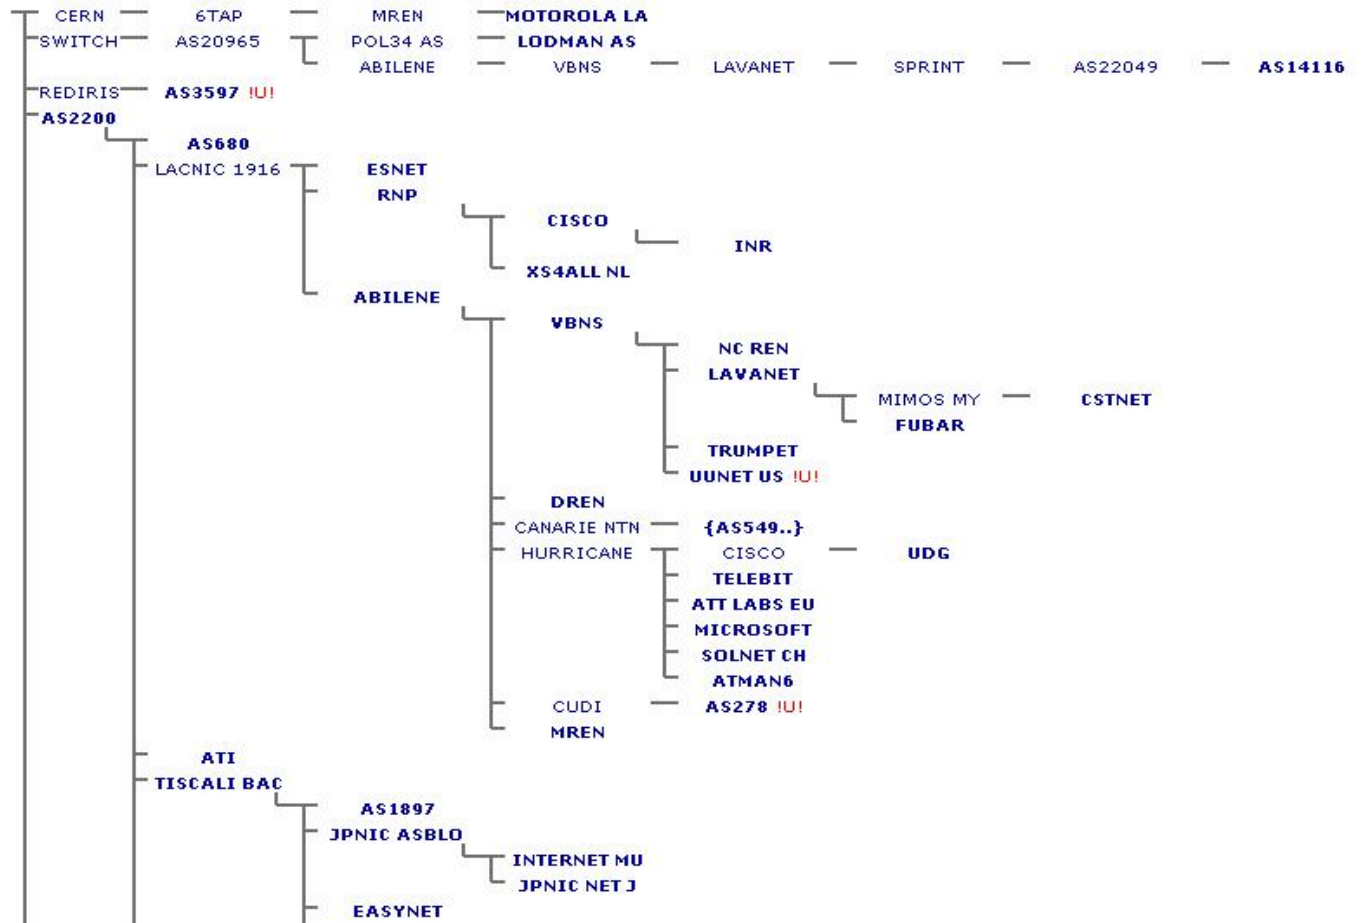 CERN 6TAP MREN MOTOROLA LA
SWITCH AS20965 POL34 AS LODMAN AS
ABILENE VBNS LAVANET SPRINT AS22049 AS14116
REDIRIS AS3597 !U!
AS2200
AS680
LACNIC 1916 ESNET
RNP
CISCO
INR
XS4ALL NL
ABILENE
VBNS
NC REN
LAVANET
MIMOS MY CSTNET
FUBAR
TRUMPET
UUNET US !U!
DREN
CANARIE NTN {AS549..}
HURRICANE CISCO UDG
TELEBIT
ATT LABS EU
MICROSOFT
SOLNET CH
ATMAN6
CUDI AS278 !U!
MREN
ATI
TISCALI BAC
AS1897
JPNIC ASBLO
INTERNET MU
JPNIC NET J
EASYNET